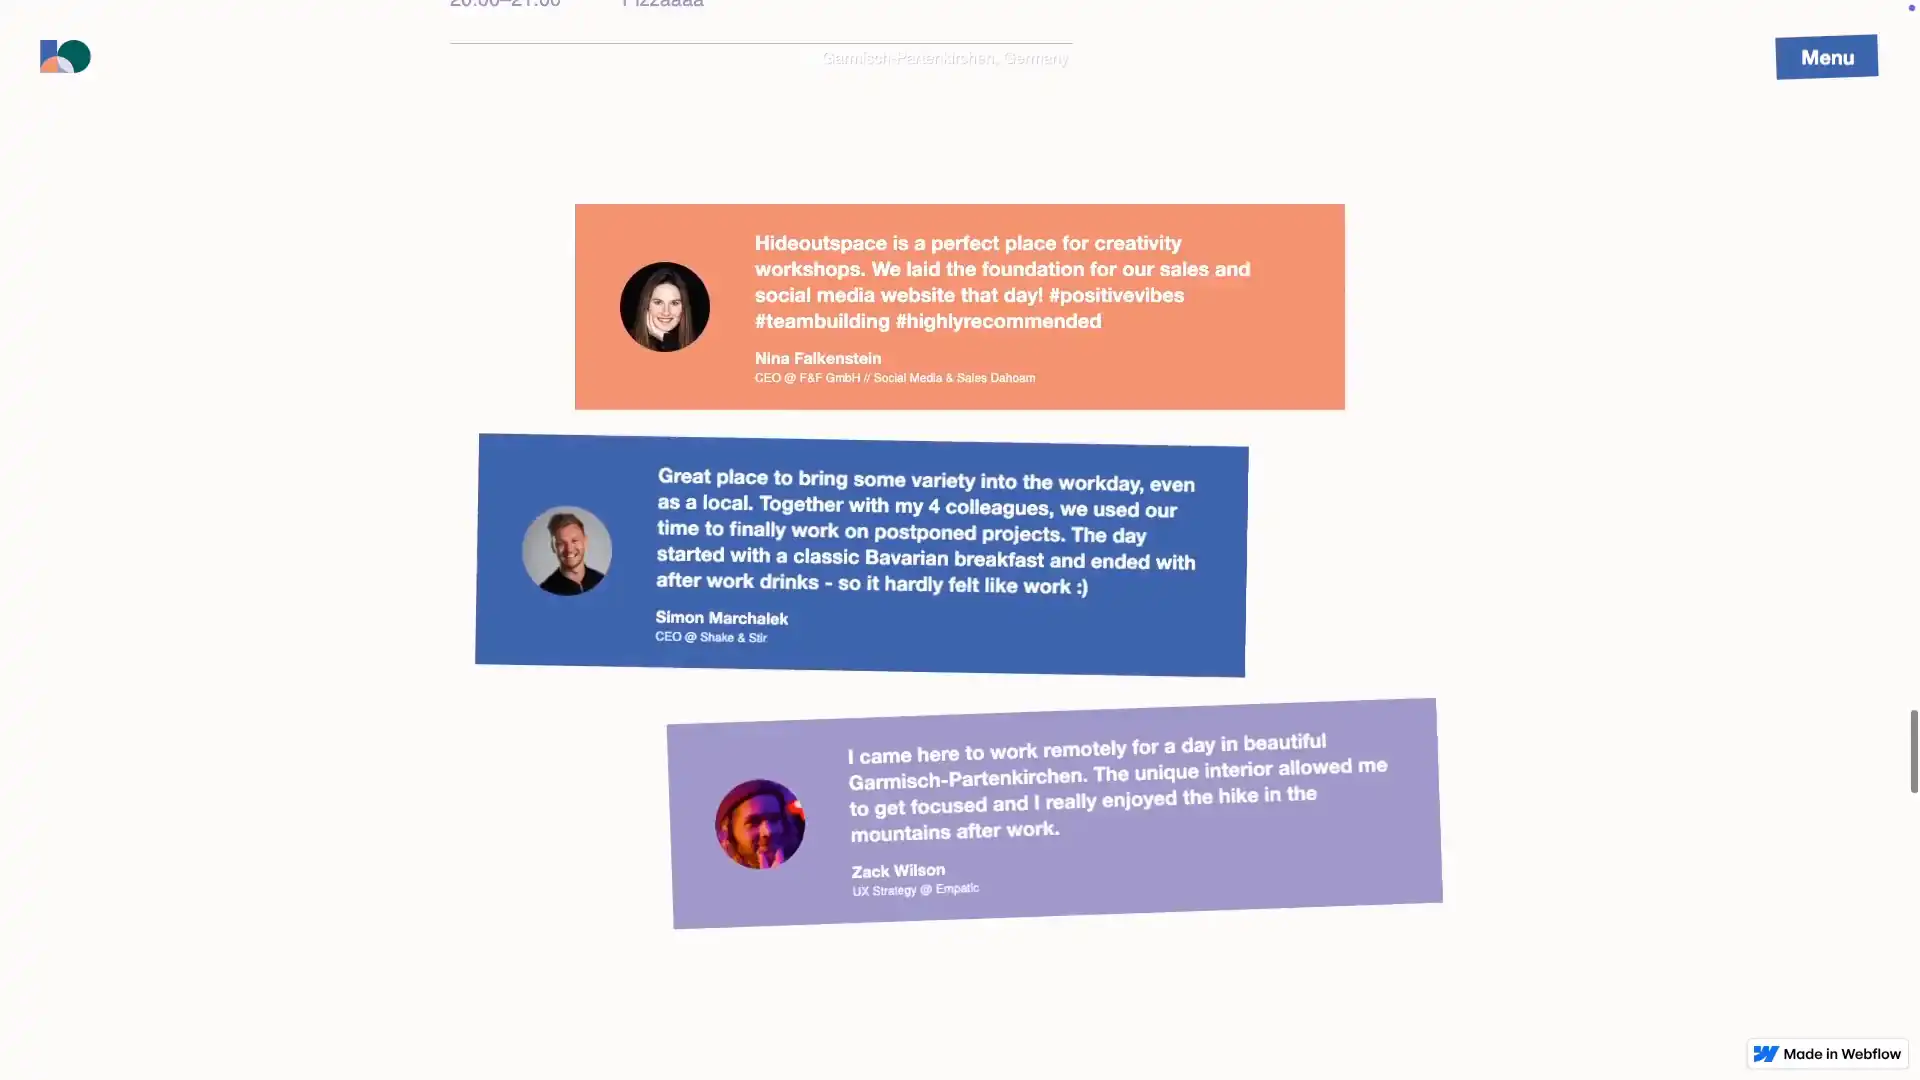 20:00–21:00 Pizzaaaa
Garmisch-Partenkirchen, Germany
Menu
Hideoutspace is a perfect place for creativity
workshops. We laid the foundation for our sales and
social media website that day! #positivevibes
#teambuilding #highlyrecommended
Nina Falkenstein
CEO @ F&F GmbH // Social Media & Sales Dahoam
Great place to bring some variety into the workday, even
as a local. Together with my 4 colleagues, we used our
time to finally work on postponed projects. The day
started with a classic Bavarian breakfast and ended with
after work drinks - so it hardly felt like work :)
Simon Marchalek
CEO @ Shake & Stir
I came here to work remotely for a day in beautiful
Garmisch-Partenkirchen. The unique interior allowed me
to get focused and I really enjoyed the hike in the
mountains after work.
Zack Wilson
UX Strategy @ Empatic
Made in Webflow